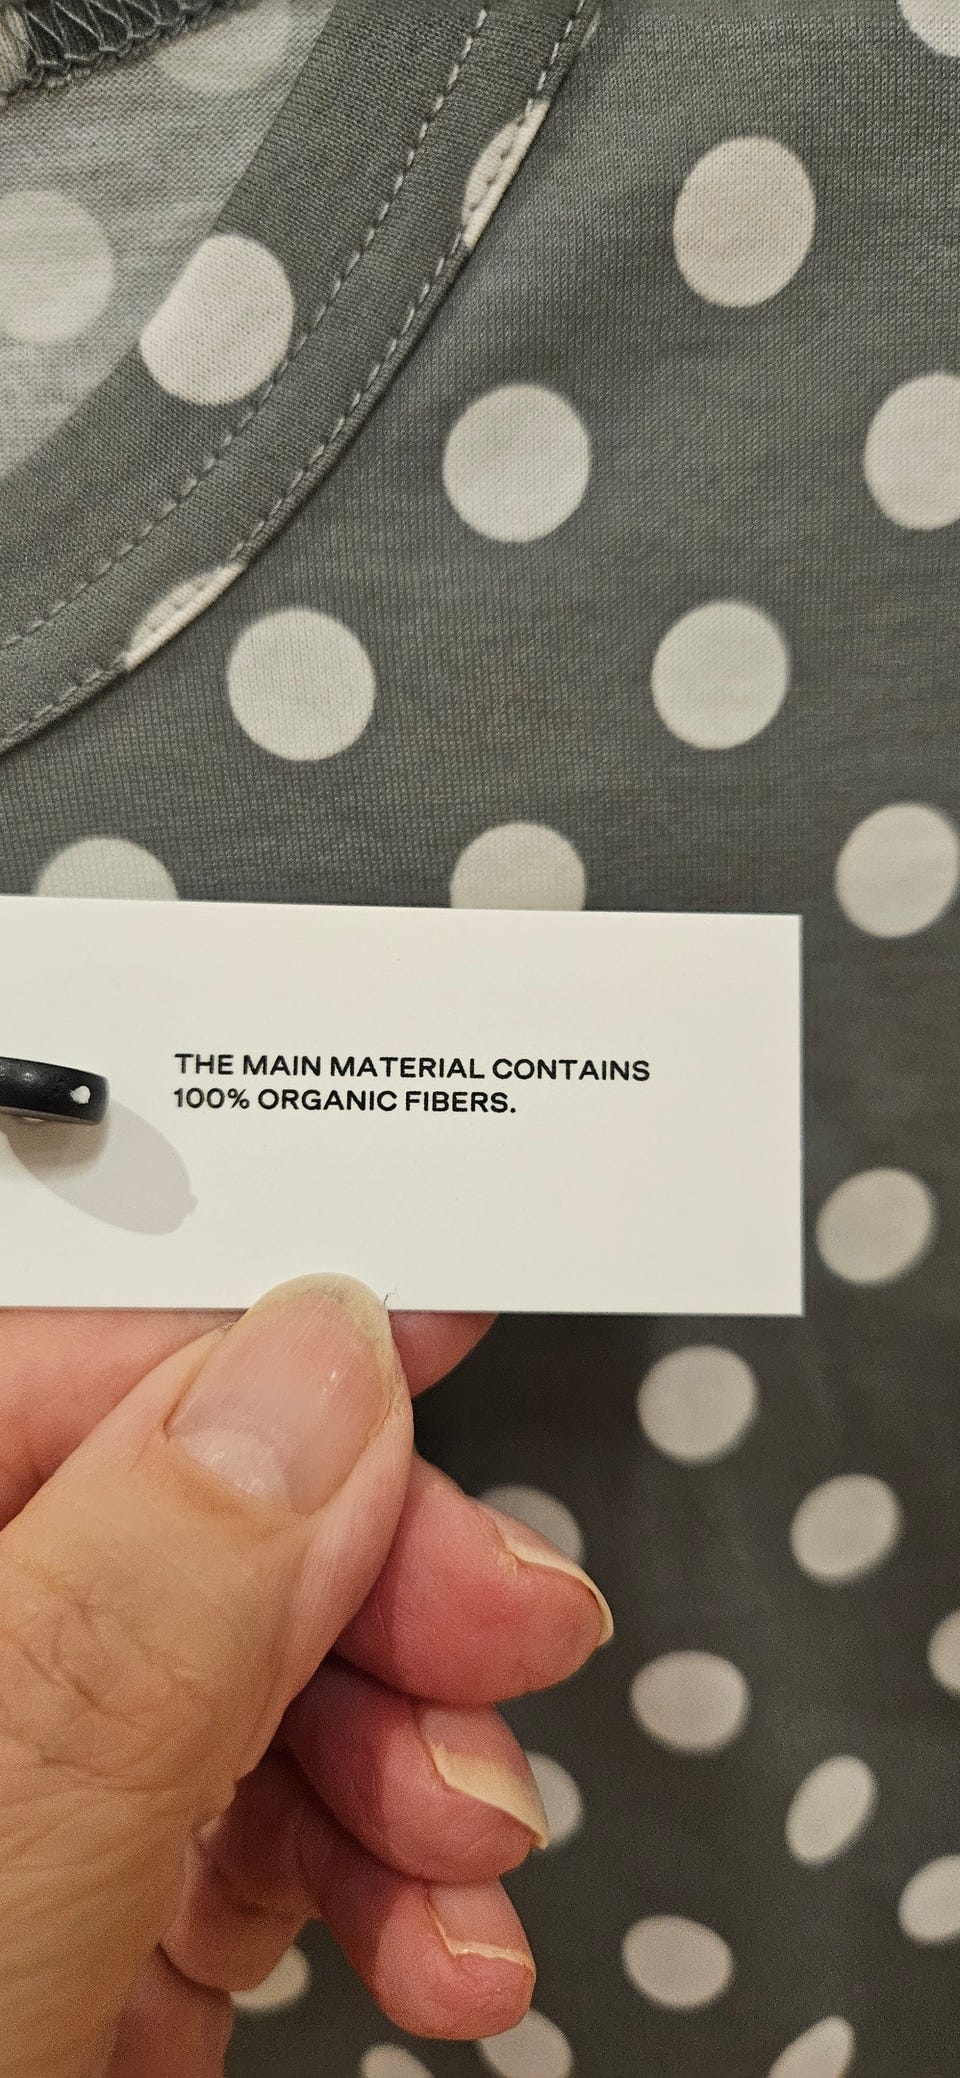 THE MAIN MATERIAL CONTAINS
100% ORGANIC FIBERS.